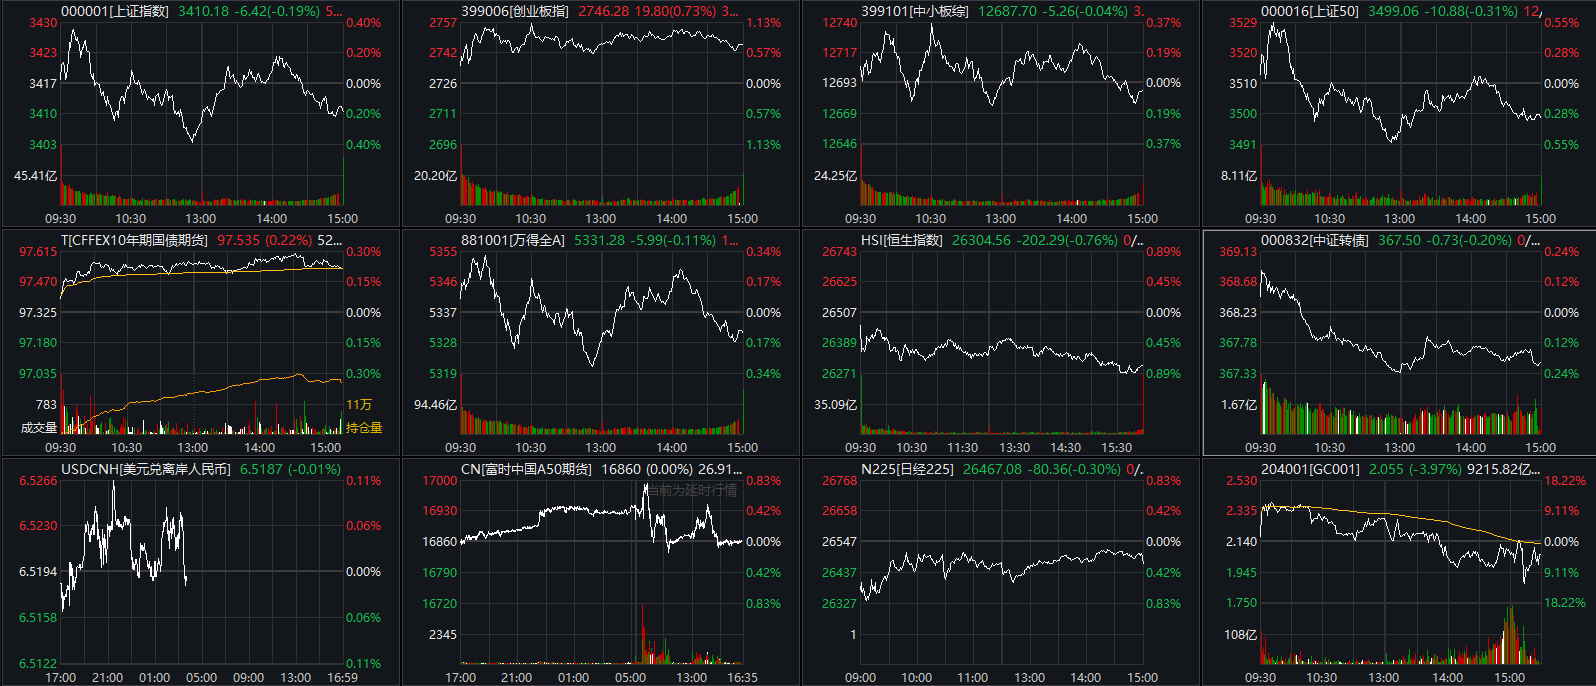 000001[上证指数] 3410.18 -6.42(-0.19%) 5...
3430 0.40%
3423 0.20%
3417 0.00%
3410 0.20%
3403 0.40%
45.41亿
09:30 10:30 13:00 14:00 15:00
399006[创业板指] 2746.28 19.80(0.73%) 3...
2757 1.13%
2742 0.57%
2726 0.00%
2711 0.57%
2696 1.13%
20.20亿
09:30 10:30 13:00 14:00 15:00
399101[中小板综] 12687.70 -5.26(-0.04%) 3.
12740 0.37%
12717 0.19%
12693 0.00%
12669 0.19%
12646 0.37%
24.25亿
09:30 10:30 13:00 14:00 15:00
000016[上证50] 3499.06 -10.88(-0.31%) 12/
3529 0.55%
3520 0.28%
3510 0.00%
3500 0.28%
3491 0.55%
8.11亿
09:30 10:30 13:00 14:00 15:00
T[CFFEX10年期国债期货] 97.535 (0.22%) 52...
97.615 0.30%
97.470 0.15%
97.325 0.00%
97.180 0.15%
97.035 0.30%
783 11万
成交量 持仓量
09:30 10:30 13:00 14:00 15:00
881001[万得全A] 5331.28 -5.99(-0.11%) 1...
5355 0.34%
5346 0.17%
5337 0.00%
5328 0.17%
5319 0.34%
94.46亿
09:30 10:30 13:00 14:00 15:00
HSI[恒生指数] 26304.56 -202.29(-0.76%) 0/..
26743 0.89%
26625 0.45%
26507 0.00%
26389 0.45%
26271 0.89%
35.09亿
09:30 10:30 11:30 13:30 14:30 15:30
000832[中证转债] 367.50 -0.73(-0.20%) 0/...
369.13 0.24%
368.68 0.12%
368.23 0.00%
367.78 0.12%
367.33 0.24%
1.67亿
09:30 10:30 13:00 14:00 15:00
USDCNH[美元兑离岸人民币] 6.5187 (-0.01%)
6.5266 0.11%
6.5230 0.06%
6.5194 0.00%
6.5158 0.06%
6.5122 0.11%
17:00 21:00 01:00 05:00 09:00 13:00 16:59
CN[富时中国A50期货] 16860 (0.00%) 26.91...
当前为延时行情
17000 0.83%
16930 0.42%
16860 0.00%
16790 0.42%
16720 0.83%
2345
17:00 21:00 01:00 05:00 13:00 16:35
N225[日经225] 26467.08 -80.36(-0.30%) 0/.
26768 0.83%
26658 0.42%
26547 0.00%
26437 0.42%
26327 0.83%
1
09:00 10:00 11:00 13:00 14:00 15:00
204001[GC001] 2.055 (-3.97%) 9215.82亿...
2.530 18.22%
2.335 9.11%
2.140 0.00%
1.945 9.11%
1.750 18.22%
108亿
09:30 10:30 13:00 14:00 15:00